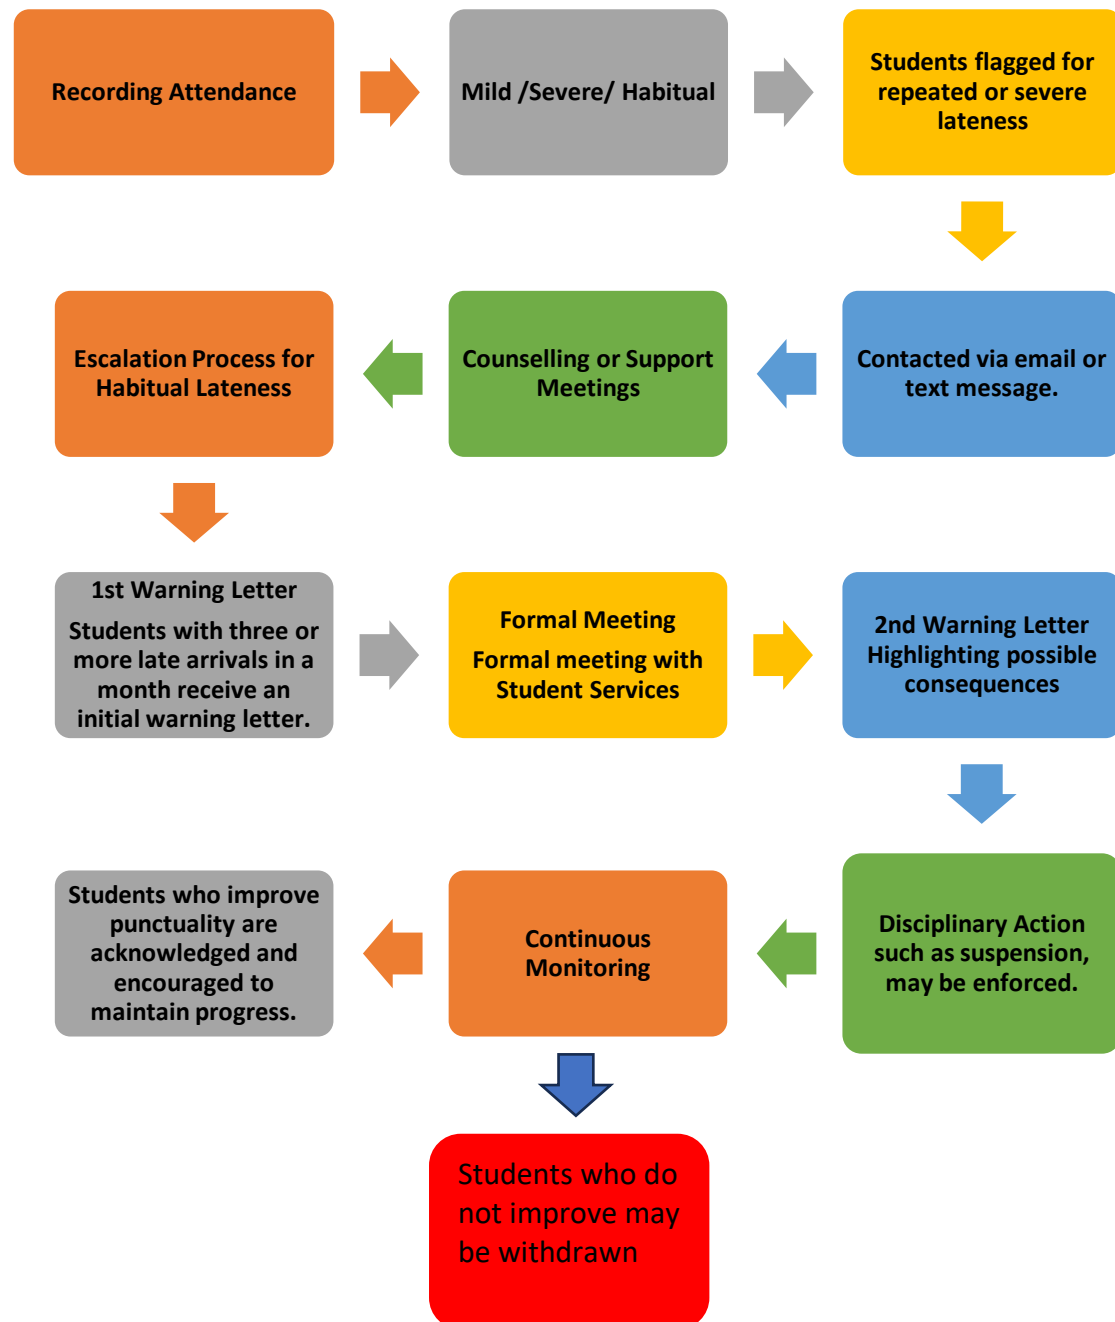 Recording Attendance
Mild /Severe/ Habitual
Students flagged for
repeated or severe
lateness
Contacted via email or
text message.
Counselling or Support
Meetings
Escalation Process for
Habitual Lateness
1st Warning Letter
Students with three or
more late arrivals in a
month receive an
initial warning letter.
Formal Meeting
Formal meeting with
Student Services
2nd Warning Letter
Highlighting possible
consequences
Disciplinary Action
such as suspension,
may be enforced.
Continuous
Monitoring
Students who improve
punctuality are
acknowledged and
encouraged to
maintain progress.
Students who do
not improve may
be withdrawn